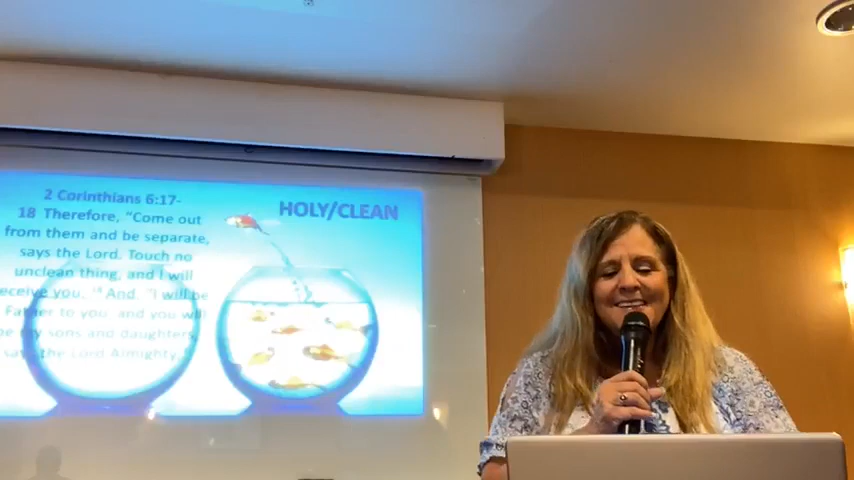 2 Corinthians 6:17-
18 Therefore, "Come out
from them and be separate,
says the Lord. Touch no
unclean thing, and I will
eceive you." 18 And, "I will be
Father to you, and you will
be my sons and daughters,
says the Lord Almighty."
HOLY/CLEAN